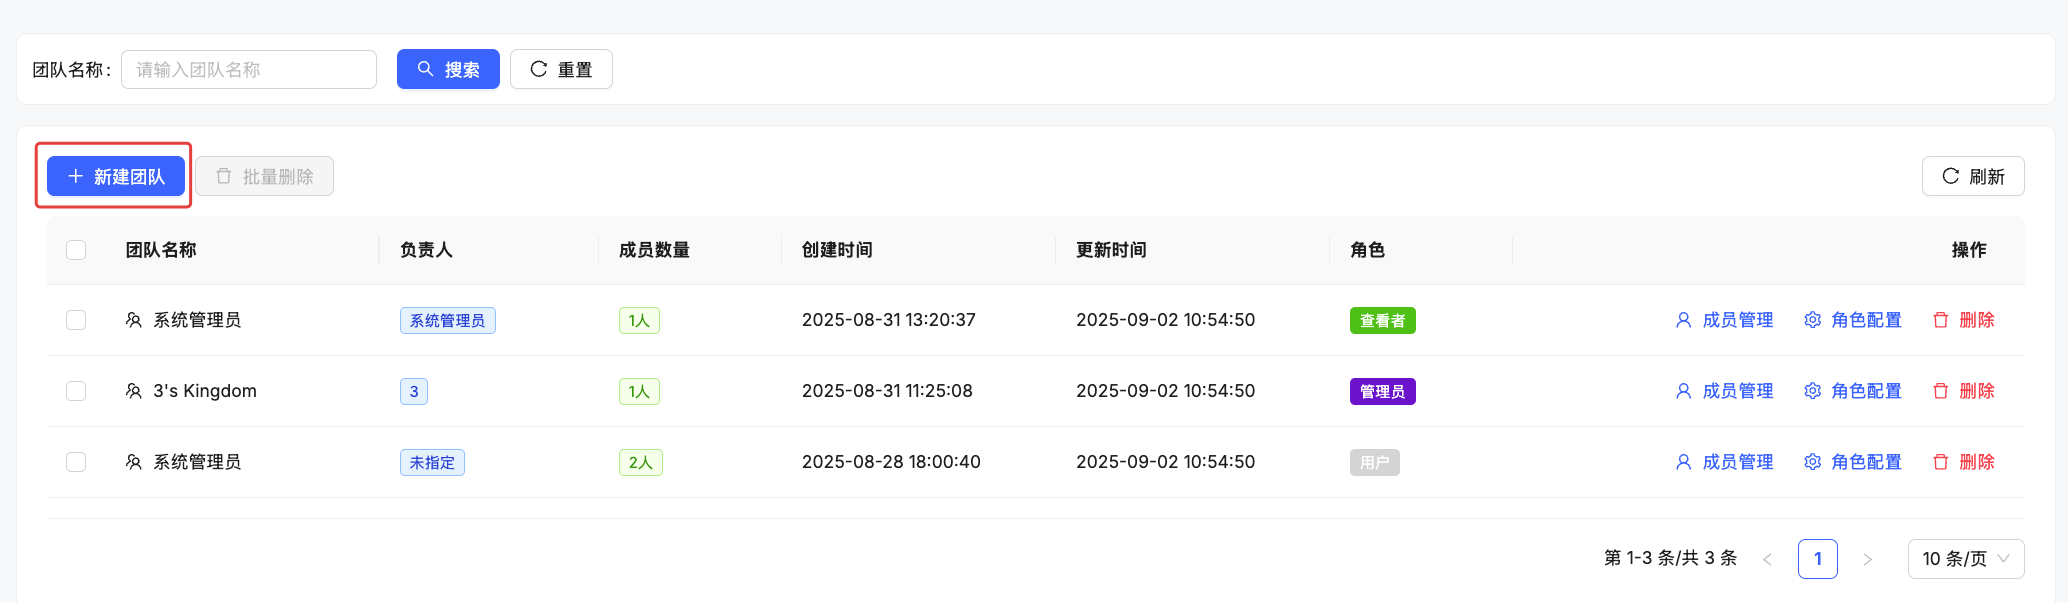 团队名称： 请输入团队名称 搜索 重置
新建团队 批量删除 刷新
团队名称 负责人 成员数量 创建时间 更新时间 角色 操作
系统管理员 系统管理员 1人 2025-08-31 13:20:37 2025-09-02 10:54:50 查看者 成员管理 角色配置 删除
3's Kingdom 3 1人 2025-08-31 11:25:08 2025-09-02 10:54:50 管理员 成员管理 角色配置 删除
系统管理员 未指定 2人 2025-08-28 18:00:40 2025-09-02 10:54:50 用户 成员管理 角色配置 删除
第 1-3 条/共 3 条 < 1 > 10 条/页